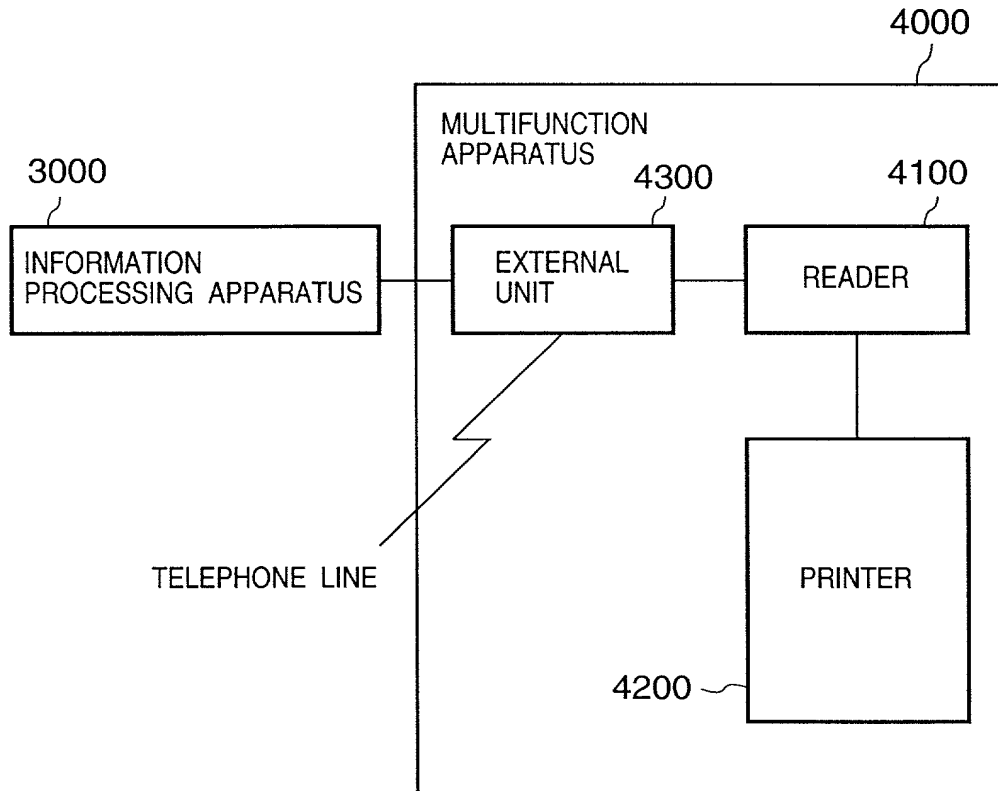 4000
MULTIFUNCTION
APPARATUS
3000
4300
4100
INFORMATION
PROCESSING APPARATUS
EXTERNAL
UNIT
READER
TELEPHONE LINE
PRINTER
4200